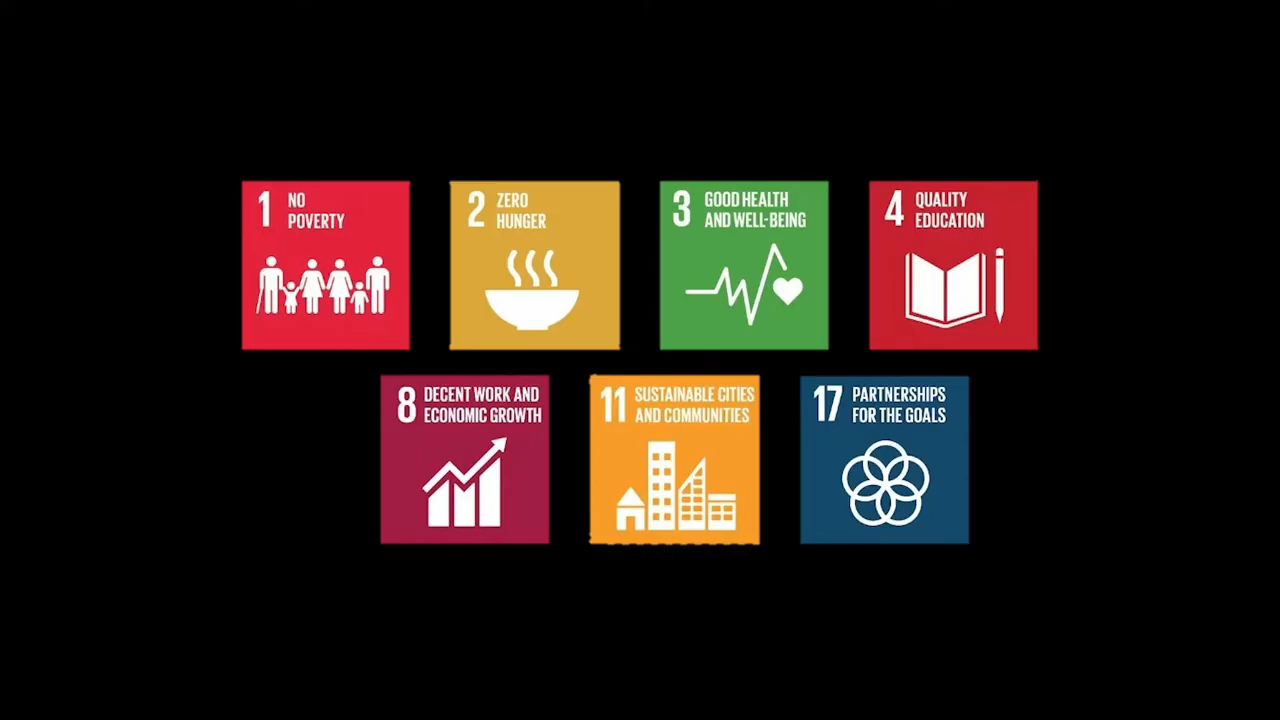 1 NO
POVERTY
2 ZERO
HUNGER
3 GOOD HEALTH
AND WELL-BEING
4 QUALITY
EDUCATION
8 DECENT WORK AND
ECONOMIC GROWTH
11 SUSTAINABLE CITIES
AND COMMUNITIES
17 PARTNERSHIPS
FOR THE GOALS